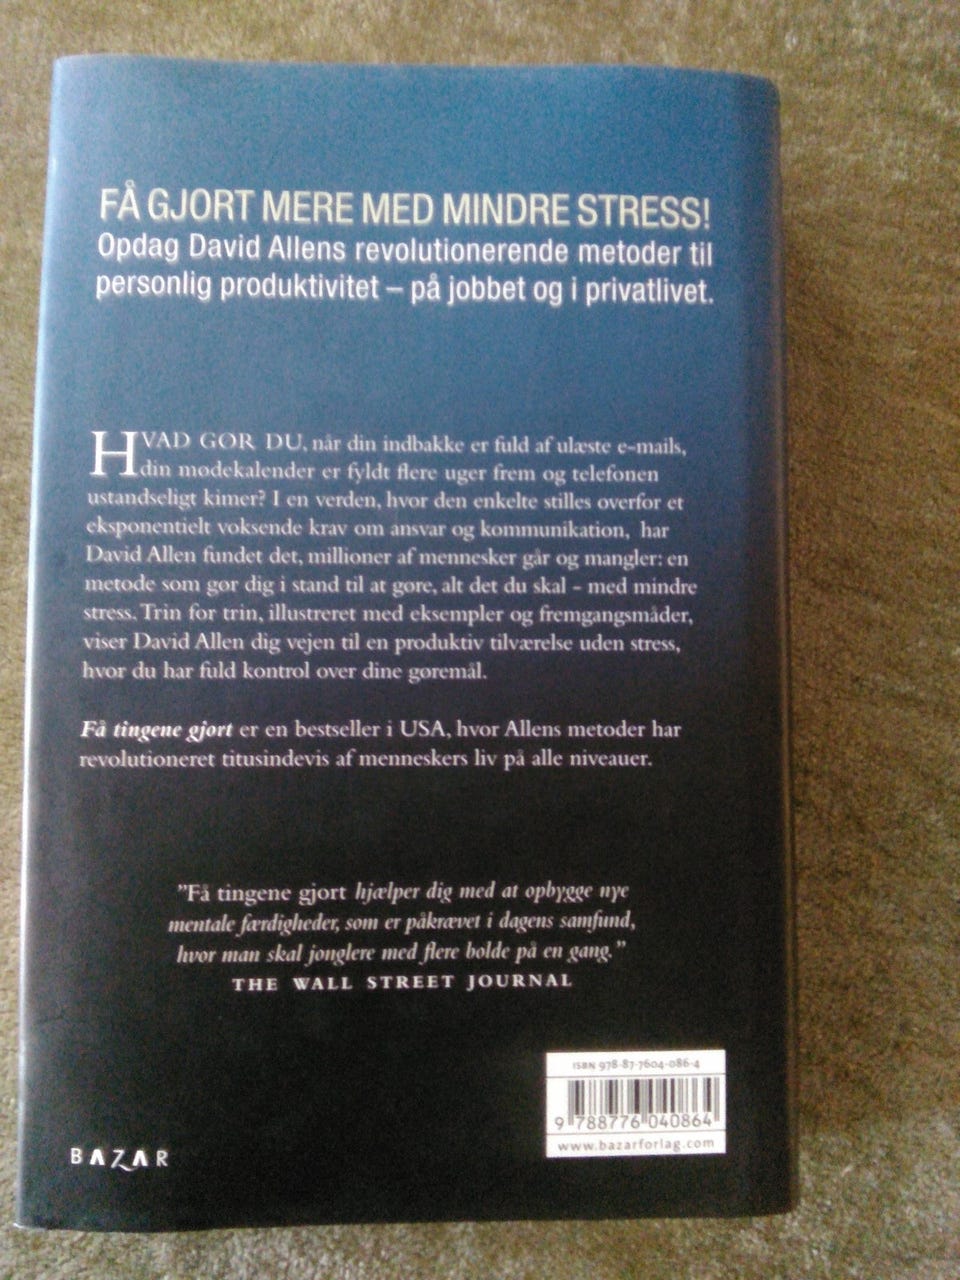 FÅ GJORT MERE MED MINDRE STRESS!
Opdag David Allens revolutionerende metoder til
personlig produktivitet – på jobbet og i privatlivet.
HVAD GØR DU, når din indbakke er fuld af ulæste e-mails,
din mødekalender er fyldt flere uger frem og telefonen
ustandseligt kimer? I en verden, hvor den enkelte stilles overfor et
eksponentielt voksende krav om ansvar og kommunikation, har
David Allen fundet det, millioner af mennesker går og mangler: en
metode som gør dig i stand til at gøre, alt det du skal – med mindre
stress. Trin for trin, illustreret med eksempler og fremgangsmåder,
viser David Allen dig vejen til en produktiv tilværelse uden stress,
hvor du har fuld kontrol over dine gøremål.
Få tingene gjort er en bestseller i USA, hvor Allens metoder har
revolutioneret titusindevis af menneskers liv på alle niveauer.
”Få tingene gjort hjælper dig med at opbygge nye
mentale færdigheder, som er påkrævet i dagens samfund,
hvor man skal jonglere med flere bolde på en gang.”
THE WALL STREET JOURNAL
ISBN 978-87-7604-086-4
9 788776 040864
www.bazarforlag.com
BAZAR